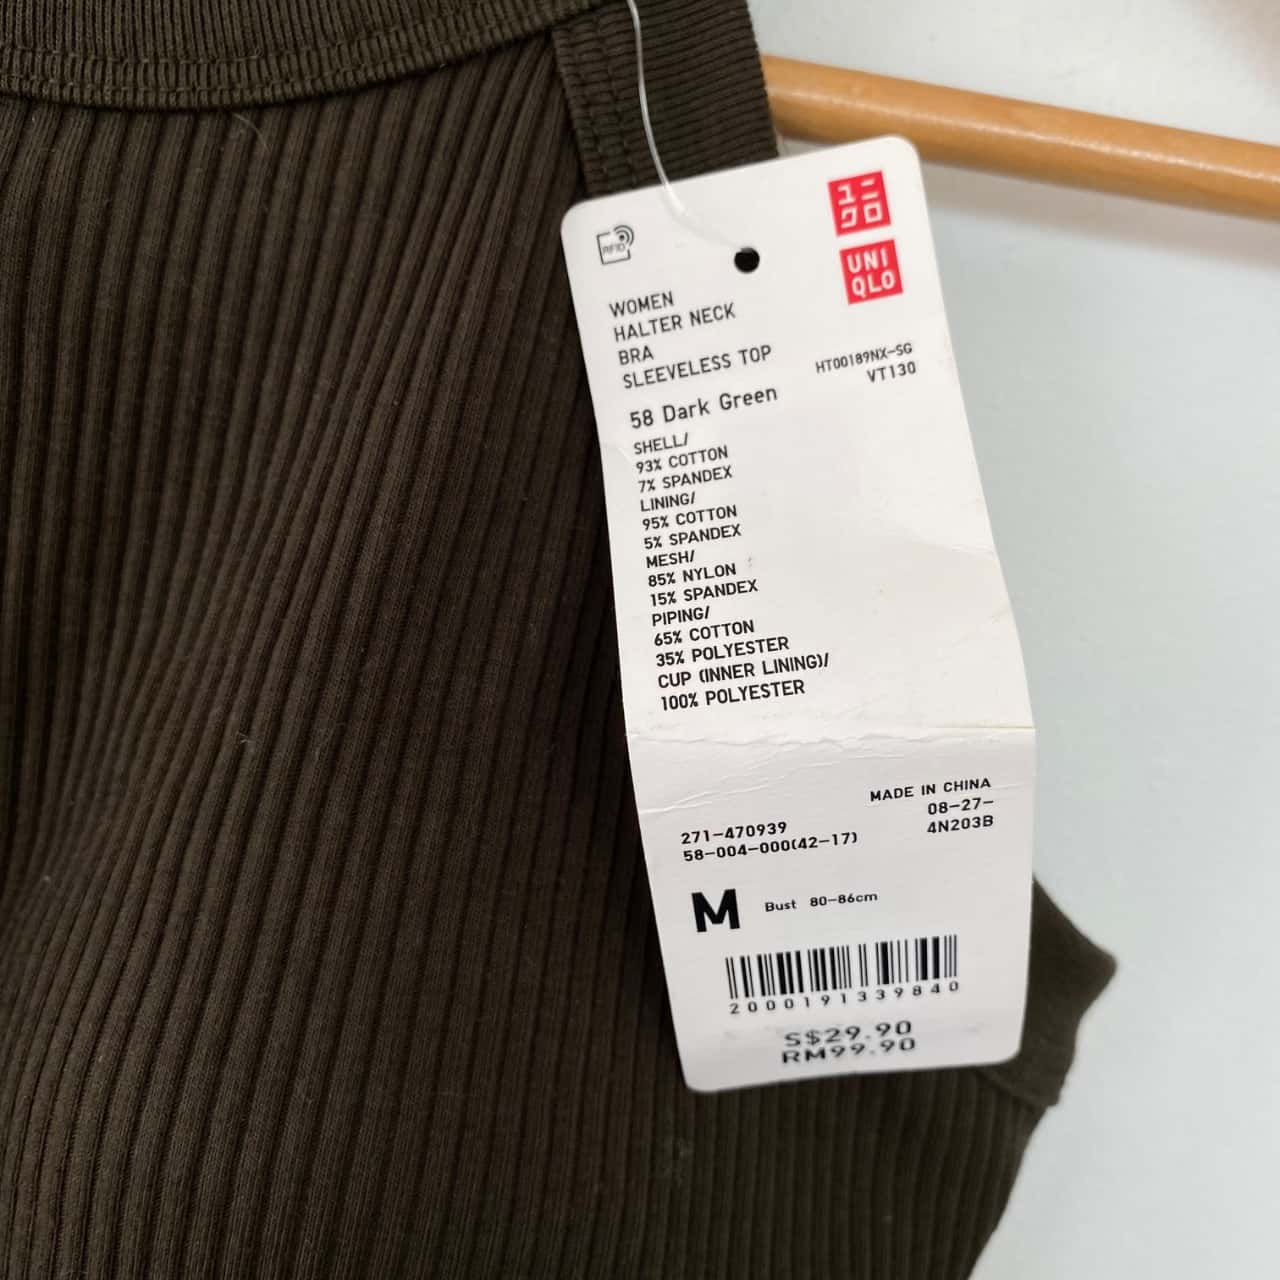 ユニ
クロ
UNI
QLO
RFID
WOMEN
HALTER NECK
BRA
SLEEVELESS TOP
HT00189NX-SG
VT130
58 Dark Green
SHELL/
93% COTTON
7% SPANDEX
LINING/
95% COTTON
5% SPANDEX
MESH/
85% NYLON
15% SPANDEX
PIPING/
65% COTTON
35% POLYESTER
CUP (INNER LINING)/
100% POLYESTER
MADE IN CHINA
08-27-
4N203B
271-470939
58-004-000(42-17)
M Bust 80-86cm
2000191339840
S$29.90
RM99.90